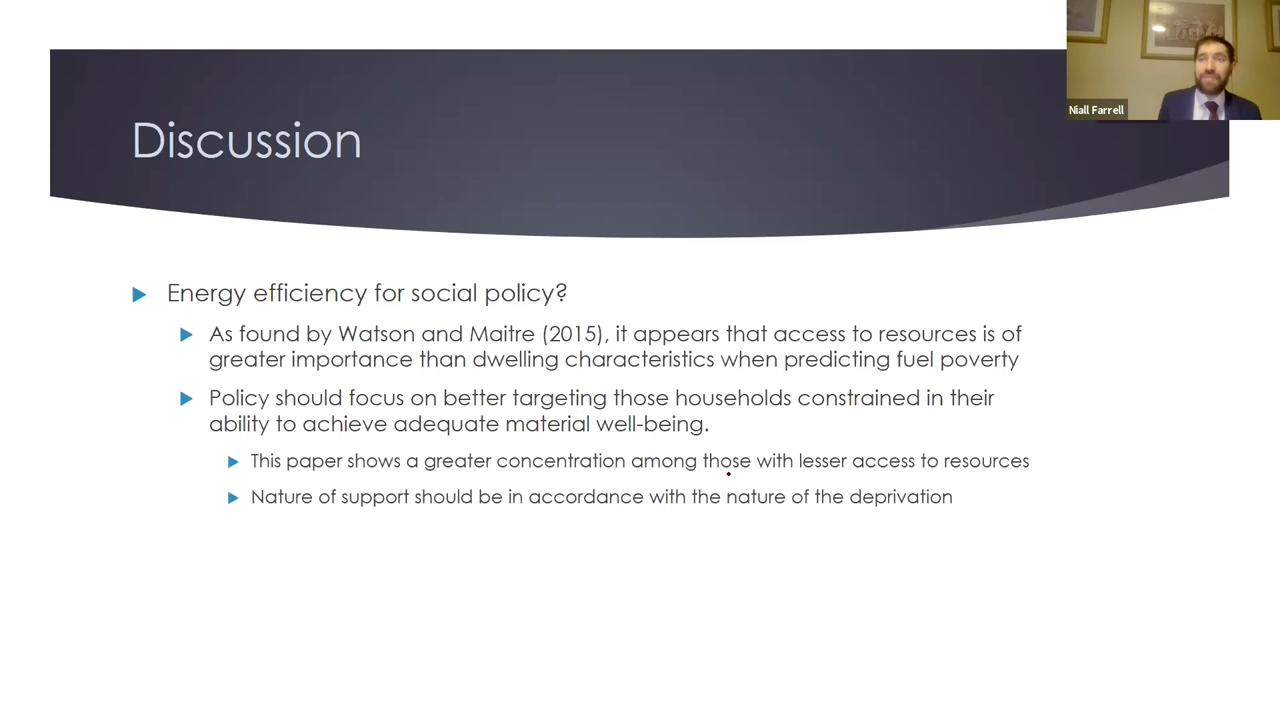 Niall Farrell
Discussion
Energy efficiency for social policy?
As found by Watson and Maitre (2015), it appears that access to resources is of
greater importance than dwelling characteristics when predicting fuel poverty
Policy should focus on better targeting those households constrained in their
ability to achieve adequate material well-being.
This paper shows a greater concentration among those with lesser access to resources
Nature of support should be in accordance with the nature of the deprivation